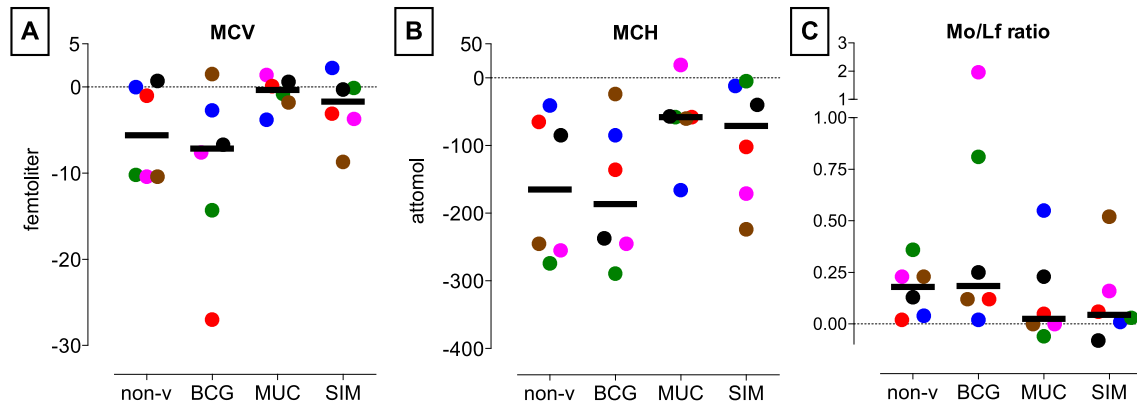 A
MCV
femtoliter
5
0
-10
-20
-30
non-v BCG MUC SIM
B
MCH
attomol
50
0
-100
-200
-300
-400
non-v BCG MUC SIM
C
Mo/Lf ratio
3
2
1
1.00
0.75
0.50
0.25
0.00
non-v BCG MUC SIM